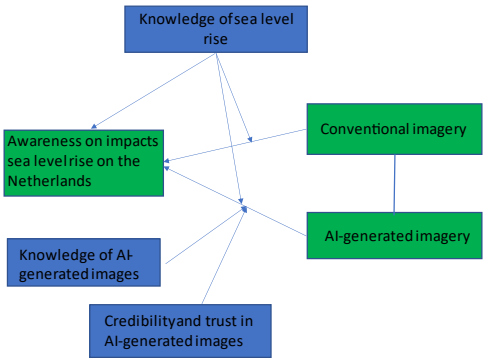 Knowledge of sea level
rise
Conventional imagery
Awareness on impacts
sea level rise on the
Netherlands
AI-generated imagery
Knowledge of AI-
generated images
Credibility and trust in
AI-generated images